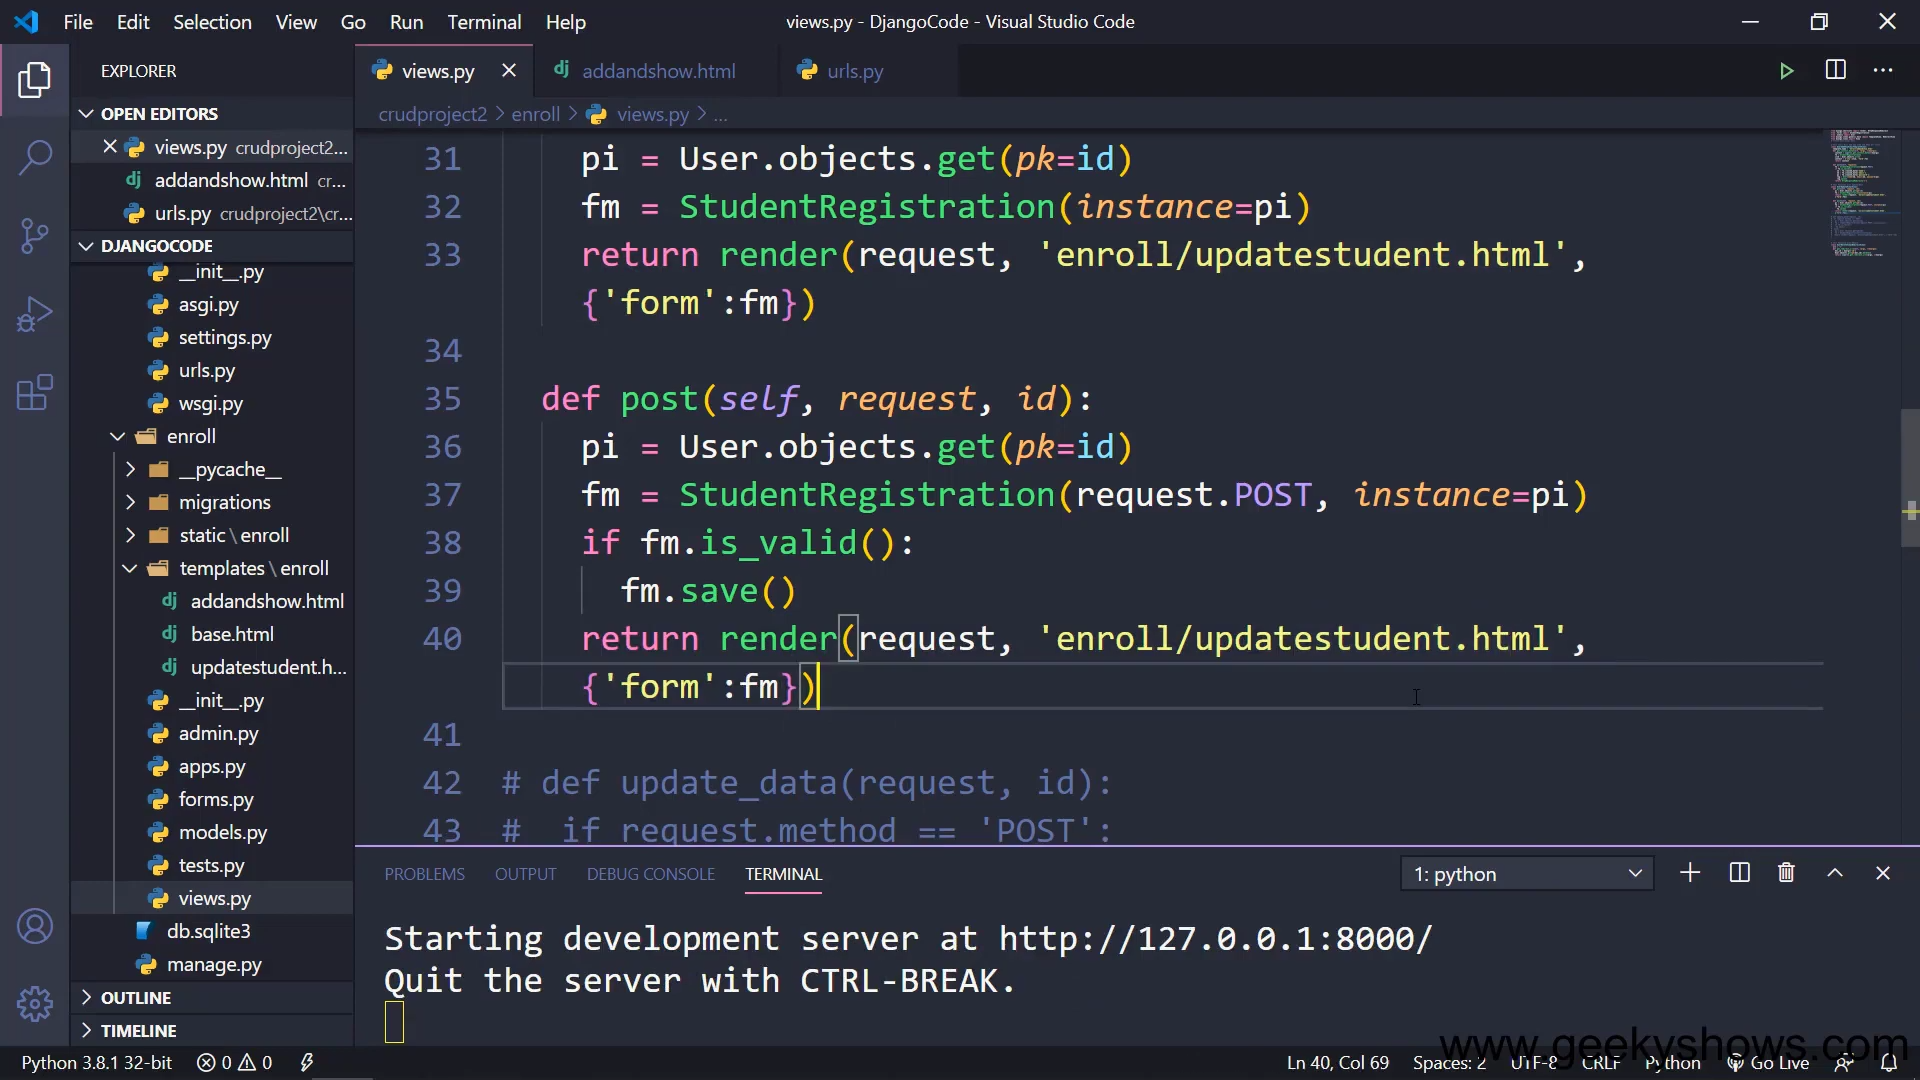 File Edit Selection View Go Run Terminal Help
views.py - DjangoCode - Visual Studio Code
EXPLORER
OPEN EDITORS
views.py crudproject2...
addandshow.html cr...
urls.py crudproject2\cr...
DJANGOCODE
__init__.py
asgi.py
settings.py
urls.py
wsgi.py
enroll
__pycache__
migrations
static\enroll
templates\enroll
addandshow.html
base.html
updatestudent.h...
__init__.py
admin.py
apps.py
forms.py
models.py
tests.py
views.py
db.sqlite3
manage.py
OUTLINE
TIMELINE
views.py addandshow.html urls.py
crudproject2 > enroll > views.py > ...
31 pi = User.objects.get(pk=id)
32 fm = StudentRegistration(instance=pi)
33 return render(request, 'enroll/updatestudent.html',
{'form':fm})
34
35 def post(self, request, id):
36 pi = User.objects.get(pk=id)
37 fm = StudentRegistration(request.POST, instance=pi)
38 if fm.is_valid():
39 fm.save()
40 return render(request, 'enroll/updatestudent.html',
{'form':fm})
41
42 # def update_data(request, id):
43 #  if request.method == 'POST':
PROBLEMS OUTPUT DEBUG CONSOLE TERMINAL
1: python
Starting development server at http://127.0.0.1:8000/
Quit the server with CTRL-BREAK.
www.geekyshows.com
Python 3.8.1 32-bit 0 0 Ln 40, Col 69 Spaces: 2 UTF-8 CRLF Python Go Live